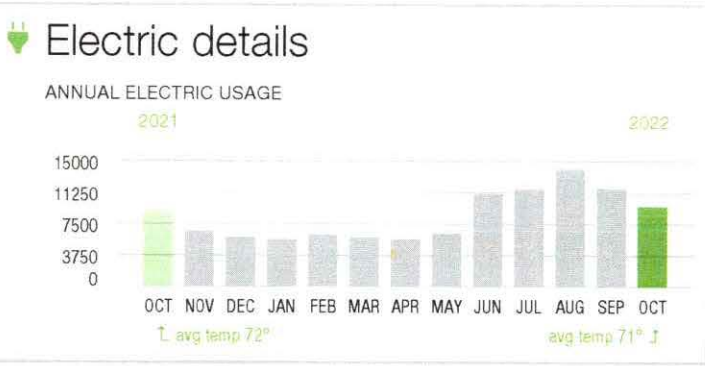 Electric details
ANNUAL ELECTRIC USAGE
2021 2022
15000
11250
7500
3750
0
OCT NOV DEC JAN FEB MAR APR MAY JUN JUL AUG SEP OCT
avg temp 72° avg temp 71°